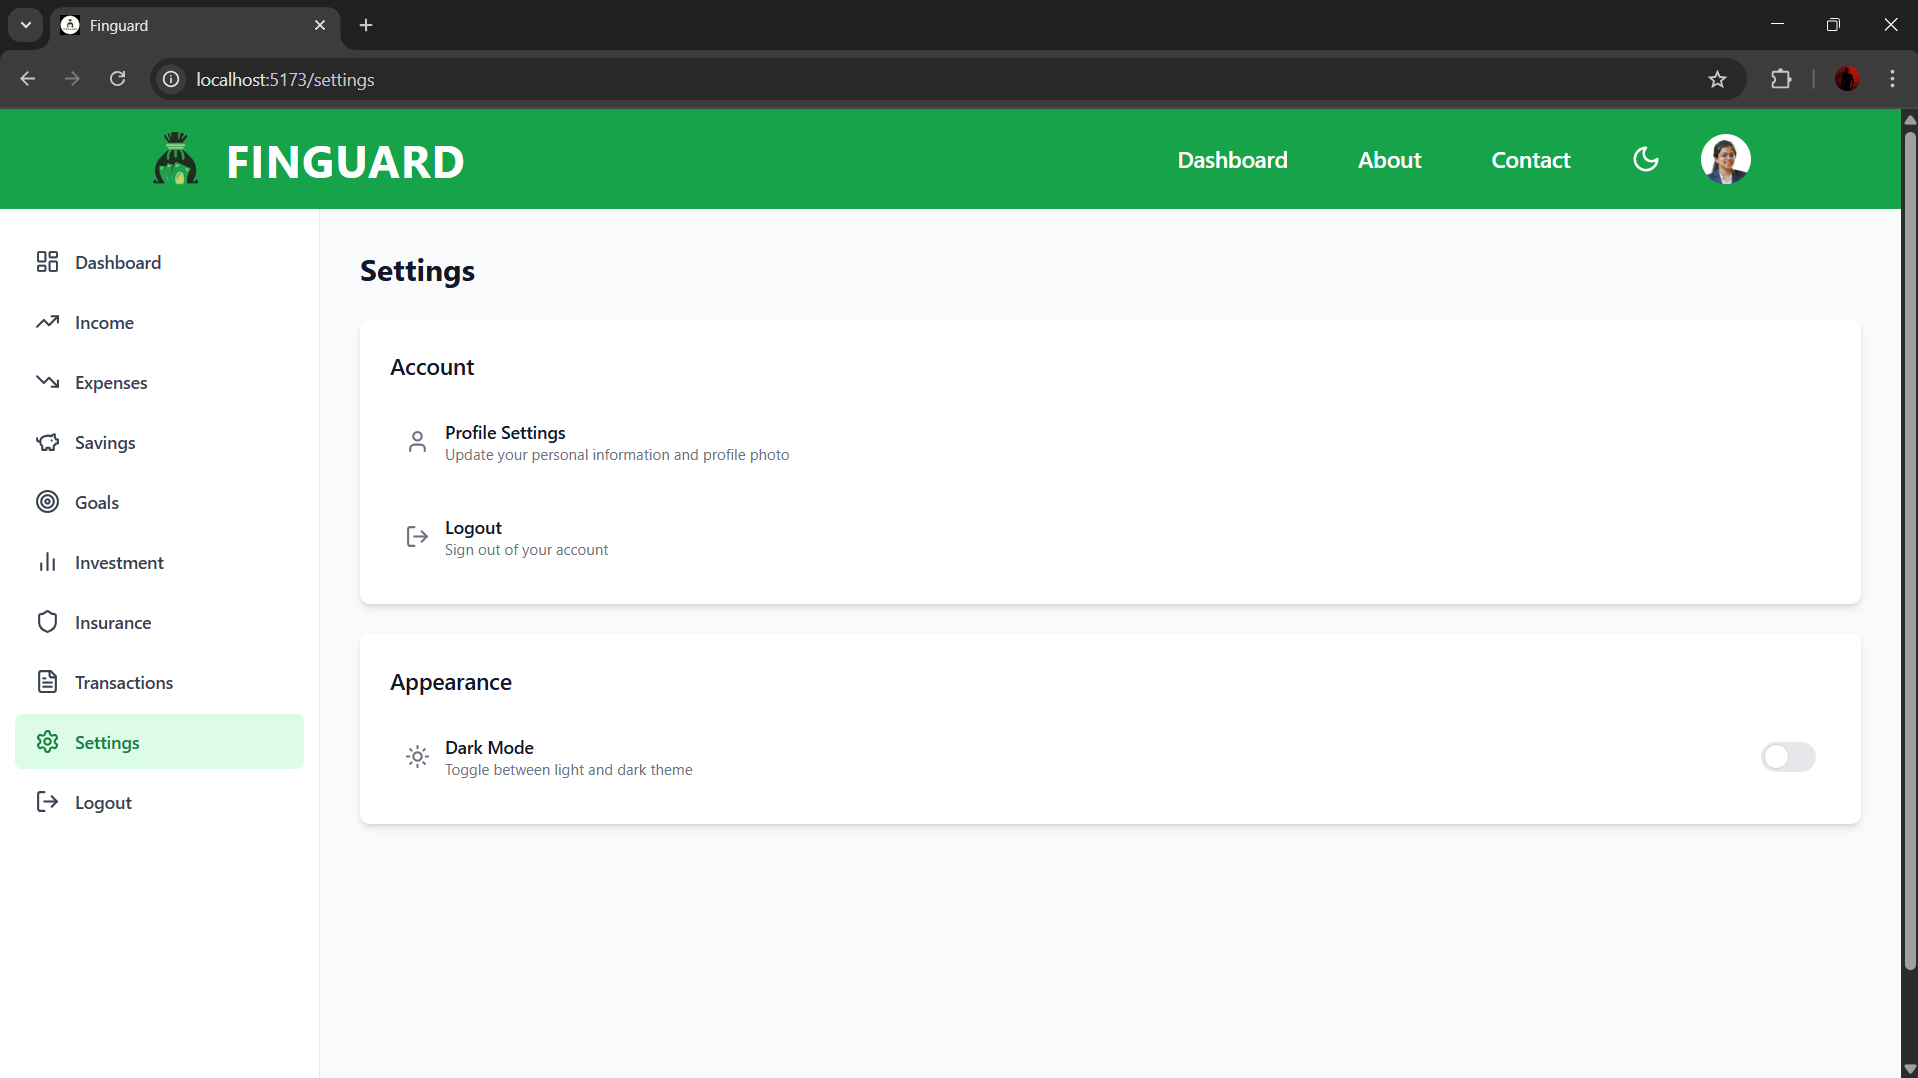 Finguard
localhost:5173/settings
FINGUARD
Dashboard
About
Contact
Dashboard
Income
Expenses
Savings
Goals
Investment
Insurance
Transactions
Settings
Logout
Settings
Account
Profile Settings
Update your personal information and profile photo
Logout
Sign out of your account
Appearance
Dark Mode
Toggle between light and dark theme